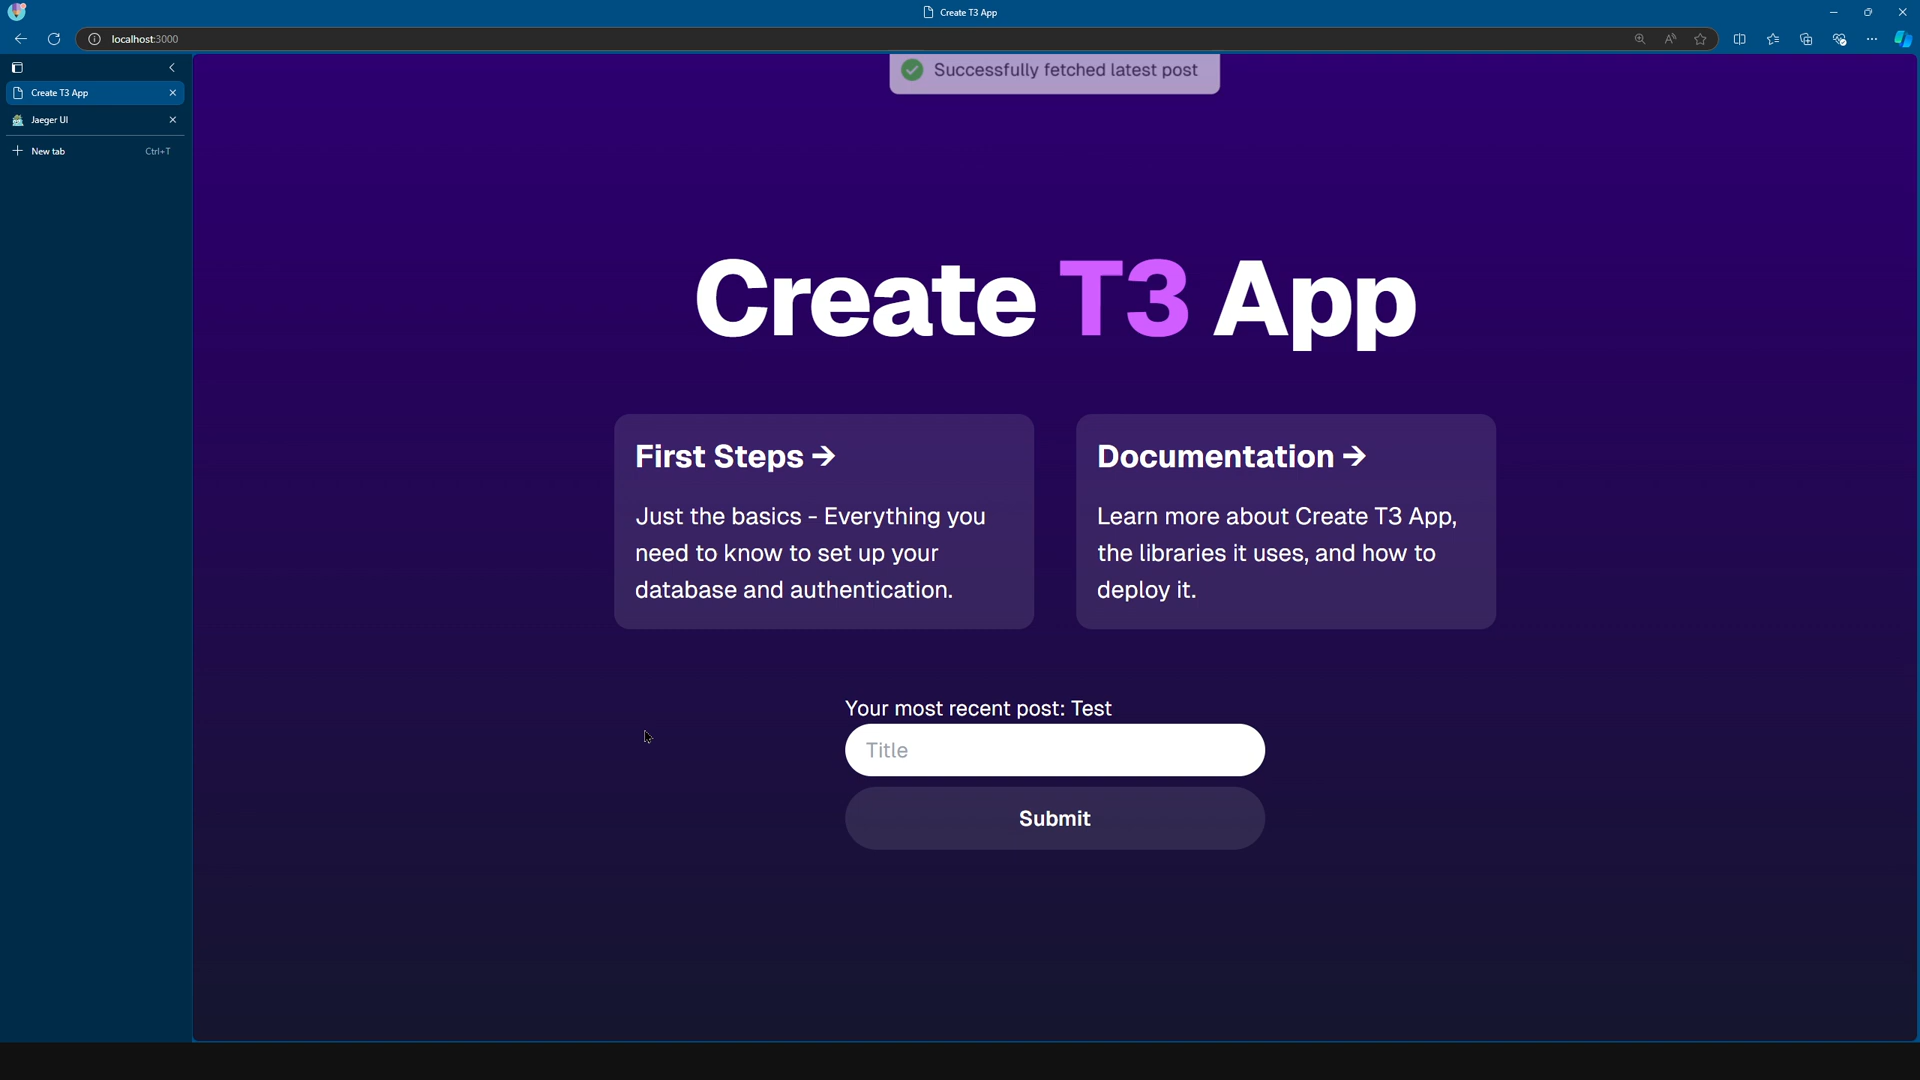 Create T3 App
localhost:3000
Create T3 App
Jaeger UI
New tab Ctrl+T
Successfully fetched latest post
Create T3 App
First Steps →
Just the basics - Everything you
need to know to set up your
database and authentication.
Documentation →
Learn more about Create T3 App,
the libraries it uses, and how to
deploy it.
Your most recent post: Test
Title
Submit